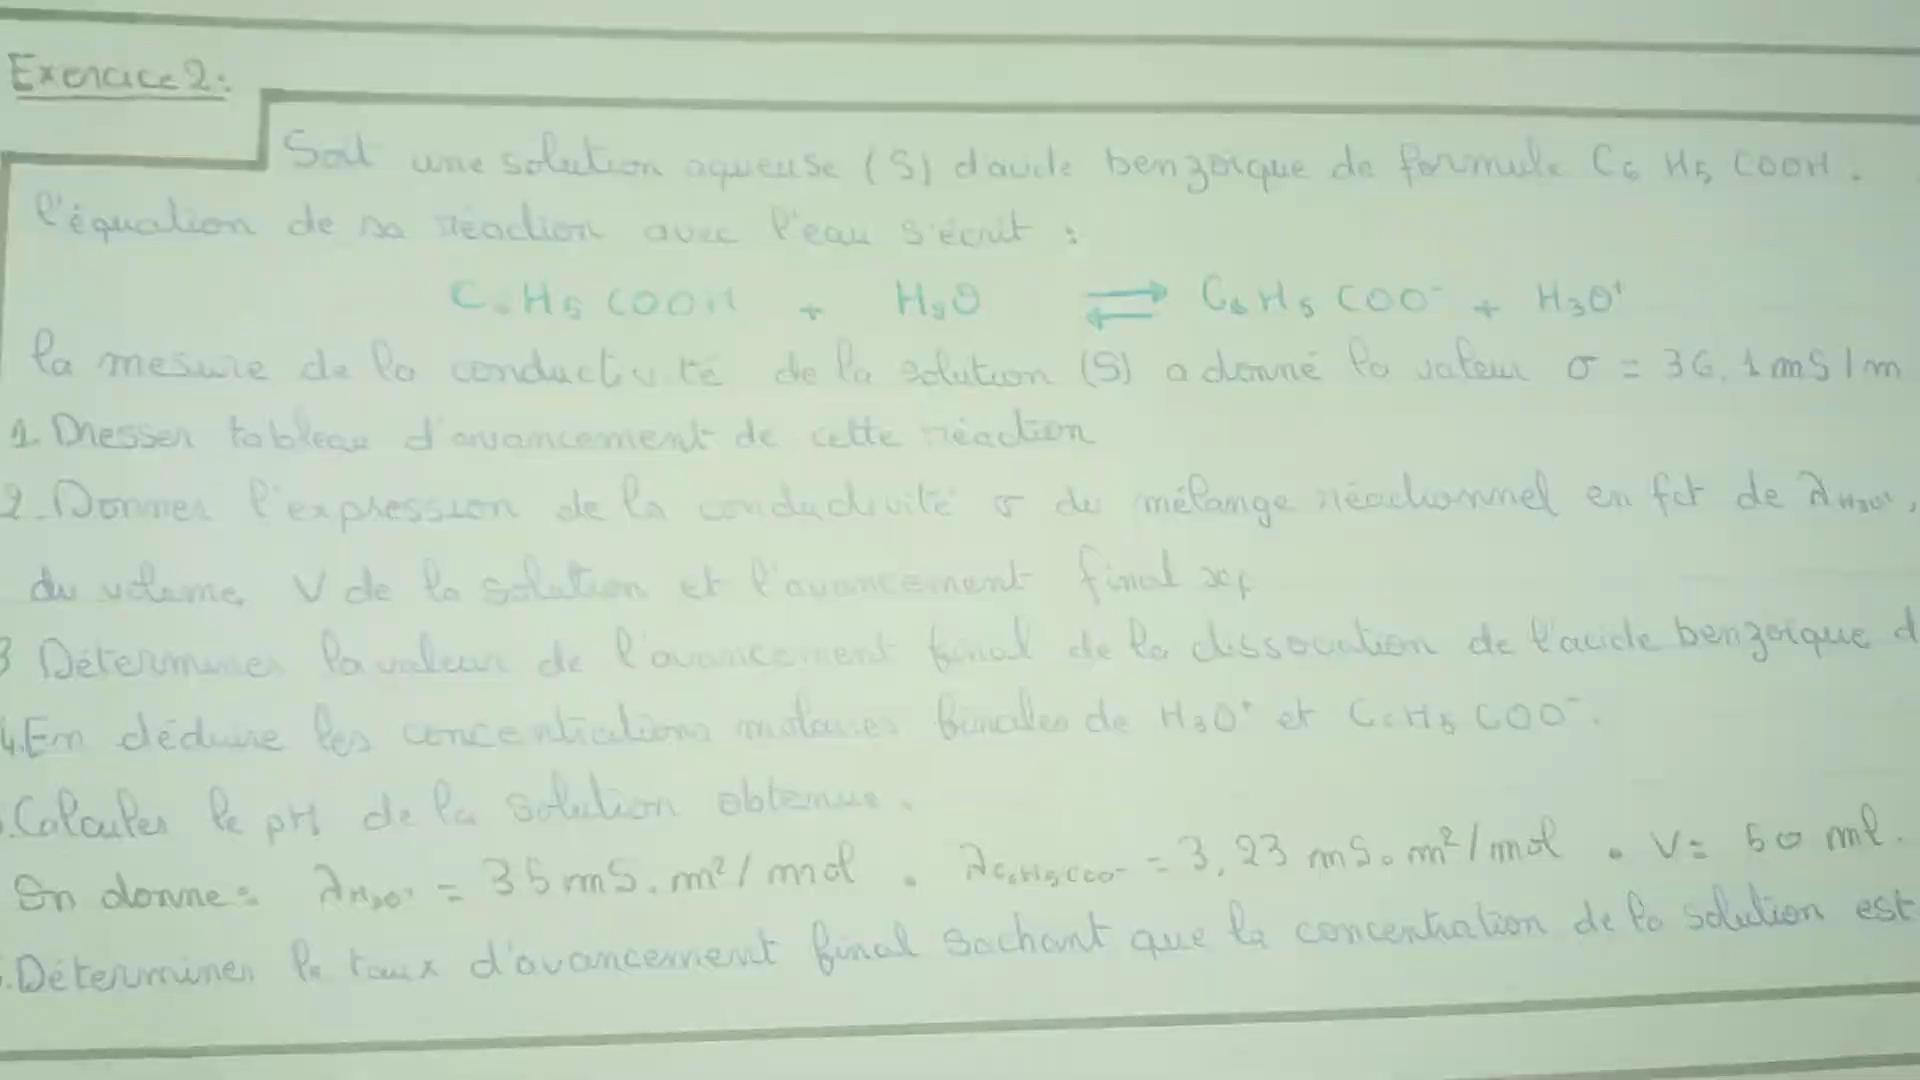 Exercice 2:
Soit une solution aqueuse (S) d'acide benzoique de formule C6 H5 COOH.
l'équation de sa réaction avec l'eau s'écrit :
C6H5 COOH + H2O ⇌ C6H5 COO- + H3O+
la mesure de la conductivité de la solution (S) a donné la valeur σ = 36,1 mS/m
1. Dresser tableau d'avancement de cette réaction
2. Donner l'expression de la conductivité σ du mélange réactionnel en fct de λH3O+,
du volume V de la solution et l'avancement final xf
3 Déterminer la valeur de l'avancement final de la dissociation de l'acide benzoique
4. En déduire les concentrations molaires finales de H3O+ et C6H5 COO-.
Calculer le pH de la solution obtenue.
On donne: λH3O+ = 35 mS.m²/mol . λC6H5COO- = 3,23 mS.m²/mol . V= 50 ml.
Déterminer le taux d'avancement final sachant que la concentration de la solution est